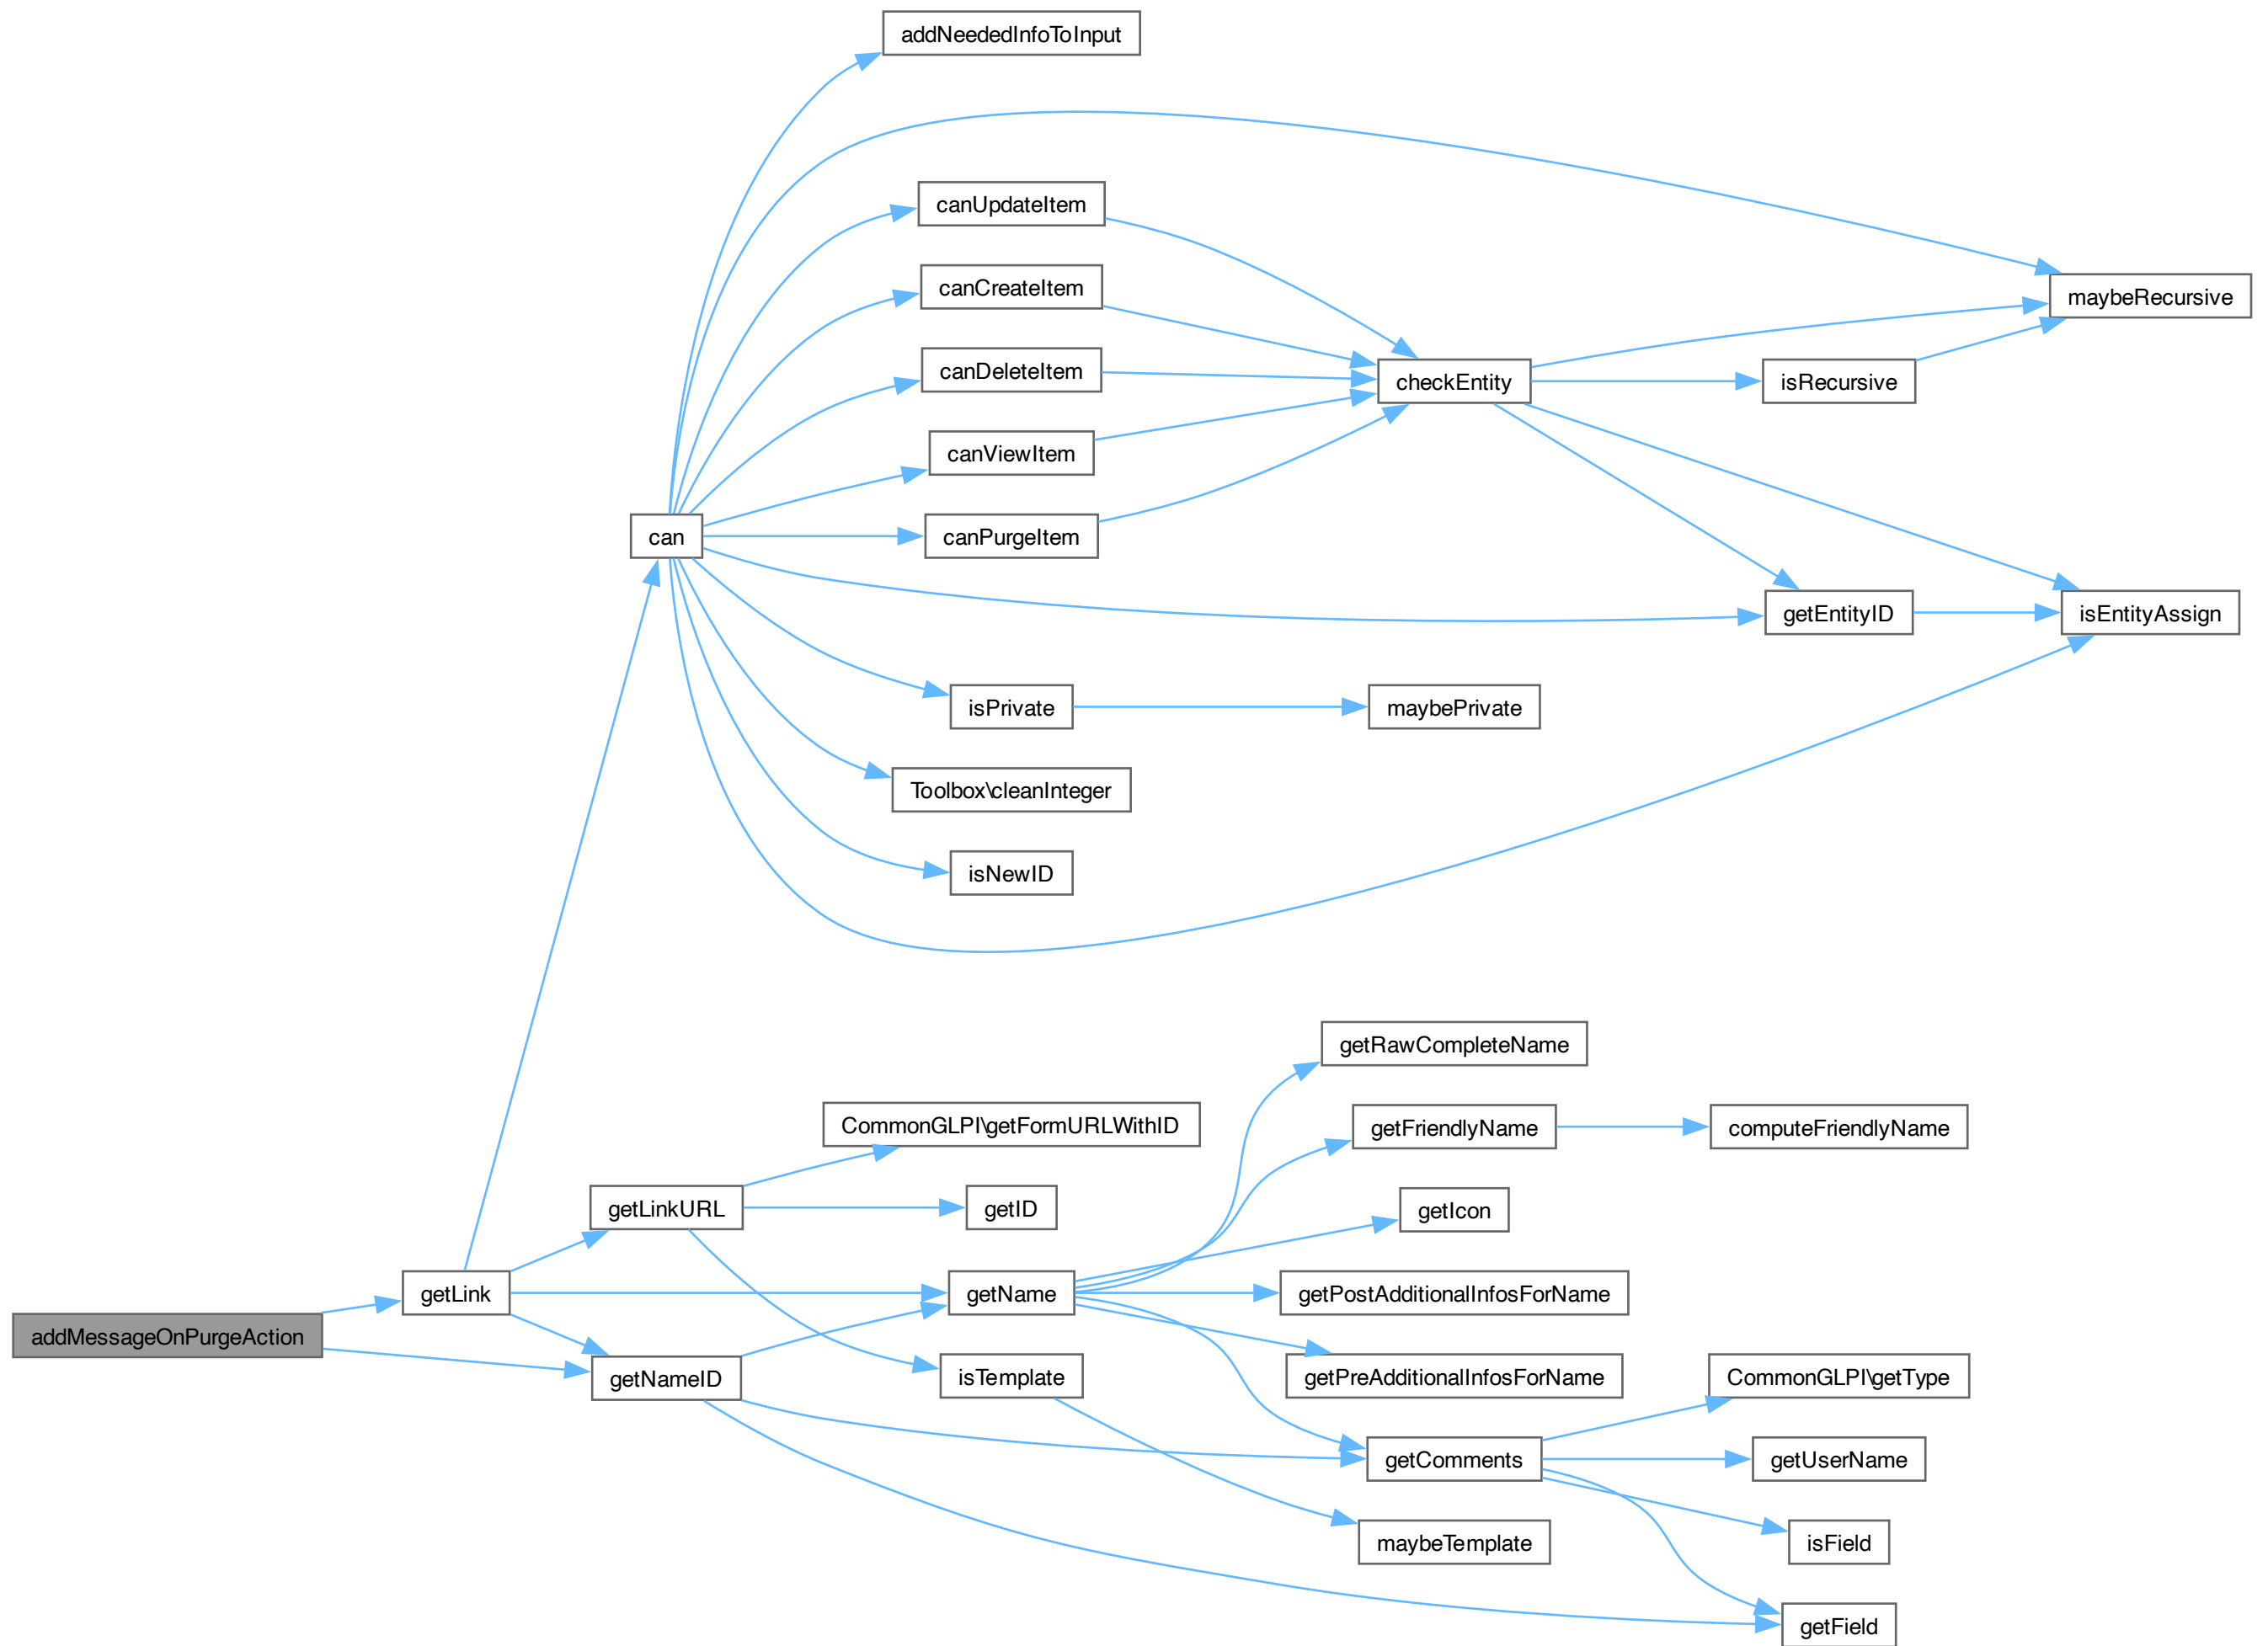 addNeededInfoToInput
canUpdateItem
canCreateItem
maybeRecursive
canDeleteItem
checkEntity
isRecursive
canViewItem
can
canPurgeItem
getEntityID
isEntityAssign
isPrivate
maybePrivate
Toolbox\cleanInteger
isNewID
getRawCompleteName
CommonGLPI\getFormURLWithID
getFriendlyName
computeFriendlyName
getLinkURL
getID
getIcon
getLink
getName
getPostAdditionalInfosForName
addMessageOnPurgeAction
getNameID
isTemplate
getPreAdditionalInfosForName
CommonGLPI\getType
getComments
getUserName
maybeTemplate
isField
getField